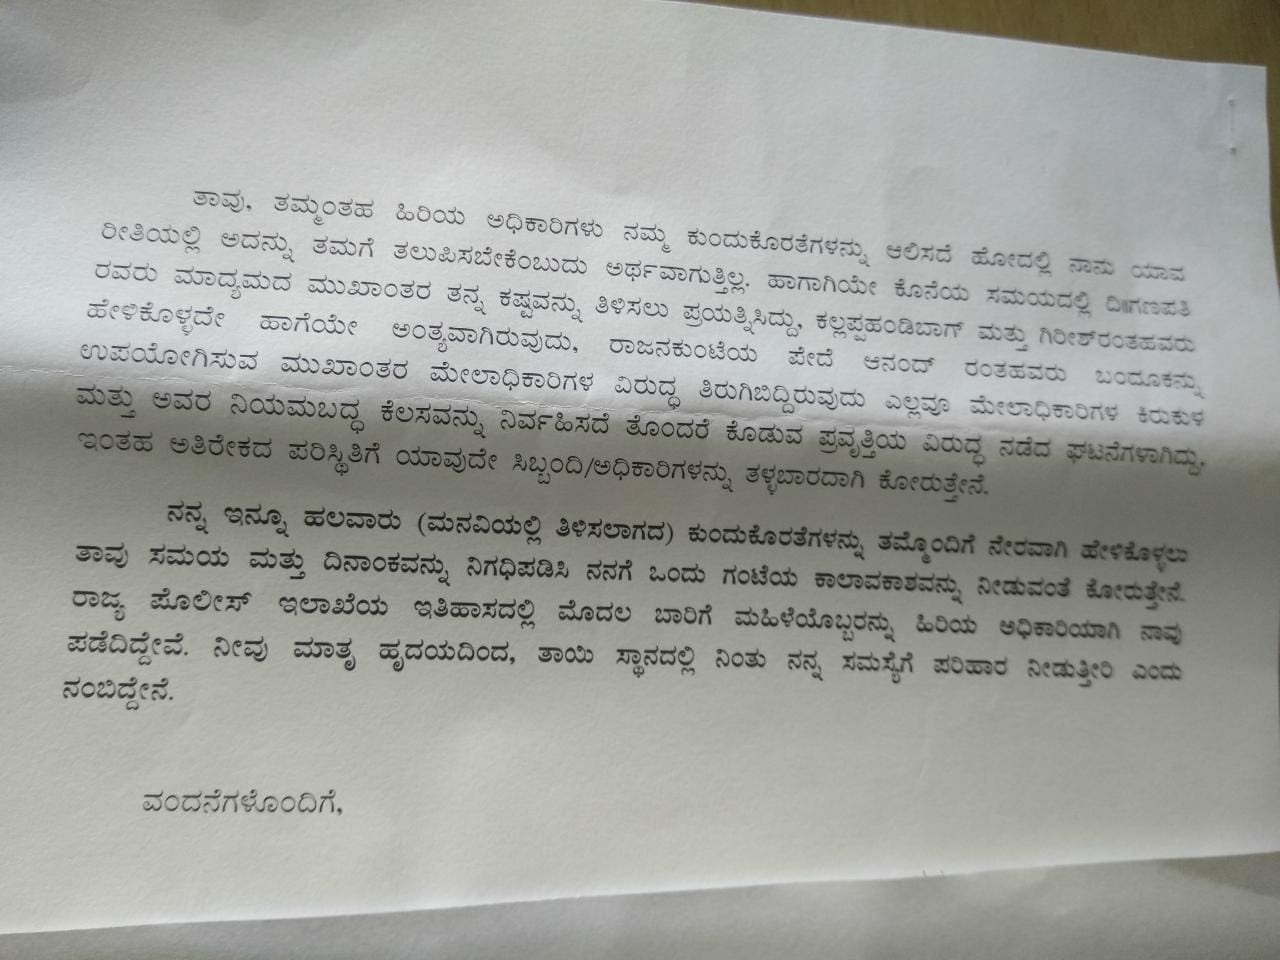 ತಾವು, ತಮ್ಮಂತಹ ಹಿರಿಯ ಅಧಿಕಾರಿಗಳು ನಮ್ಮ ಕುಂದುಕೊರತೆಗಳನ್ನು ಆಲಿಸದೆ ಹೋದಲ್ಲಿ ನಾನು ಯಾವ
ರೀತಿಯಲ್ಲಿ ಅದನ್ನು ತಮಗೆ ತಲುಪಿಸಬೇಕೆಂಬುದು ಅರ್ಥವಾಗುತ್ತಿಲ್ಲ. ಹಾಗಾಗಿಯೇ ಕೊನೆಯ ಸಮಯದಲ್ಲಿ ದಿ||ಗಣಪತಿ
ರವರು ಮಾದ್ಯಮದ ಮುಖಾಂತರ ತನ್ನ ಕಷ್ಟವನ್ನು ತಿಳಿಸಲು ಪ್ರಯತ್ನಿಸಿದ್ದು, ಕಲ್ಲಪ್ಪಹಂಡಿಬಾಗ್ ಮತ್ತು ಗಿರೀಶ್‌ರಂತಹವರು
ಹೇಳಿಕೊಳ್ಳದೇ ಹಾಗೆಯೇ ಅಂತ್ಯವಾಗಿರುವುದು, ರಾಜನಕುಂಟೆಯ ಪೇದೆ ಆನಂದ್ ರಂತಹವರು ಬಂದೂಕನ್ನು
ಉಪಯೋಗಿಸುವ ಮುಖಾಂತರ ಮೇಲಾಧಿಕಾರಿಗಳ ವಿರುದ್ಧ ತಿರುಗಿಬಿದ್ದಿರುವುದು ಎಲ್ಲವೂ ಮೇಲಾಧಿಕಾರಿಗಳ ಕಿರುಕುಳ
ಮತ್ತು ಅವರ ನಿಯಮಬದ್ಧ ಕೆಲಸವನ್ನು ನಿರ್ವಹಿಸದೆ ತೊಂದರೆ ಕೊಡುವ ಪ್ರವೃತ್ತಿಯ ವಿರುದ್ಧ ನಡೆದ ಘಟನೆಗಳಾಗಿದ್ದು,
ಇಂತಹ ಅತಿರೇಕದ ಪರಿಸ್ಥಿತಿಗೆ ಯಾವುದೇ ಸಿಬ್ಬಂದಿ/ಅಧಿಕಾರಿಗಳನ್ನು ತಳ್ಳಬಾರದಾಗಿ ಕೋರುತ್ತೇನೆ.
ನನ್ನ ಇನ್ನೂ ಹಲವಾರು (ಮನವಿಯಲ್ಲಿ ತಿಳಿಸಲಾಗದ) ಕುಂದುಕೊರತೆಗಳನ್ನು ತಮ್ಮೊಂದಿಗೆ ನೇರವಾಗಿ ಹೇಳಿಕೊಳ್ಳಲು
ತಾವು ಸಮಯ ಮತ್ತು ದಿನಾಂಕವನ್ನು ನಿಗಧಿಪಡಿಸಿ ನನಗೆ ಒಂದು ಗಂಟೆಯ ಕಾಲಾವಕಾಶವನ್ನು ನೀಡುವಂತೆ ಕೋರುತ್ತೇನೆ.
ರಾಜ್ಯ ಪೊಲೀಸ್ ಇಲಾಖೆಯ ಇತಿಹಾಸದಲ್ಲಿ ಮೊದಲ ಬಾರಿಗೆ ಮಹಿಳೆಯೊಬ್ಬರನ್ನು ಹಿರಿಯ ಅಧಿಕಾರಿಯಾಗಿ ನಾವು
ಪಡೆದಿದ್ದೇವೆ. ನೀವು ಮಾತೃ ಹೃದಯದಿಂದ, ತಾಯಿ ಸ್ಥಾನದಲ್ಲಿ ನಿಂತು ನನ್ನ ಸಮಸ್ಯೆಗೆ ಪರಿಹಾರ ನೀಡುತ್ತೀರಿ ಎಂದು
ನಂಬಿದ್ದೇನೆ.
ವಂದನೆಗಳೊಂದಿಗೆ,